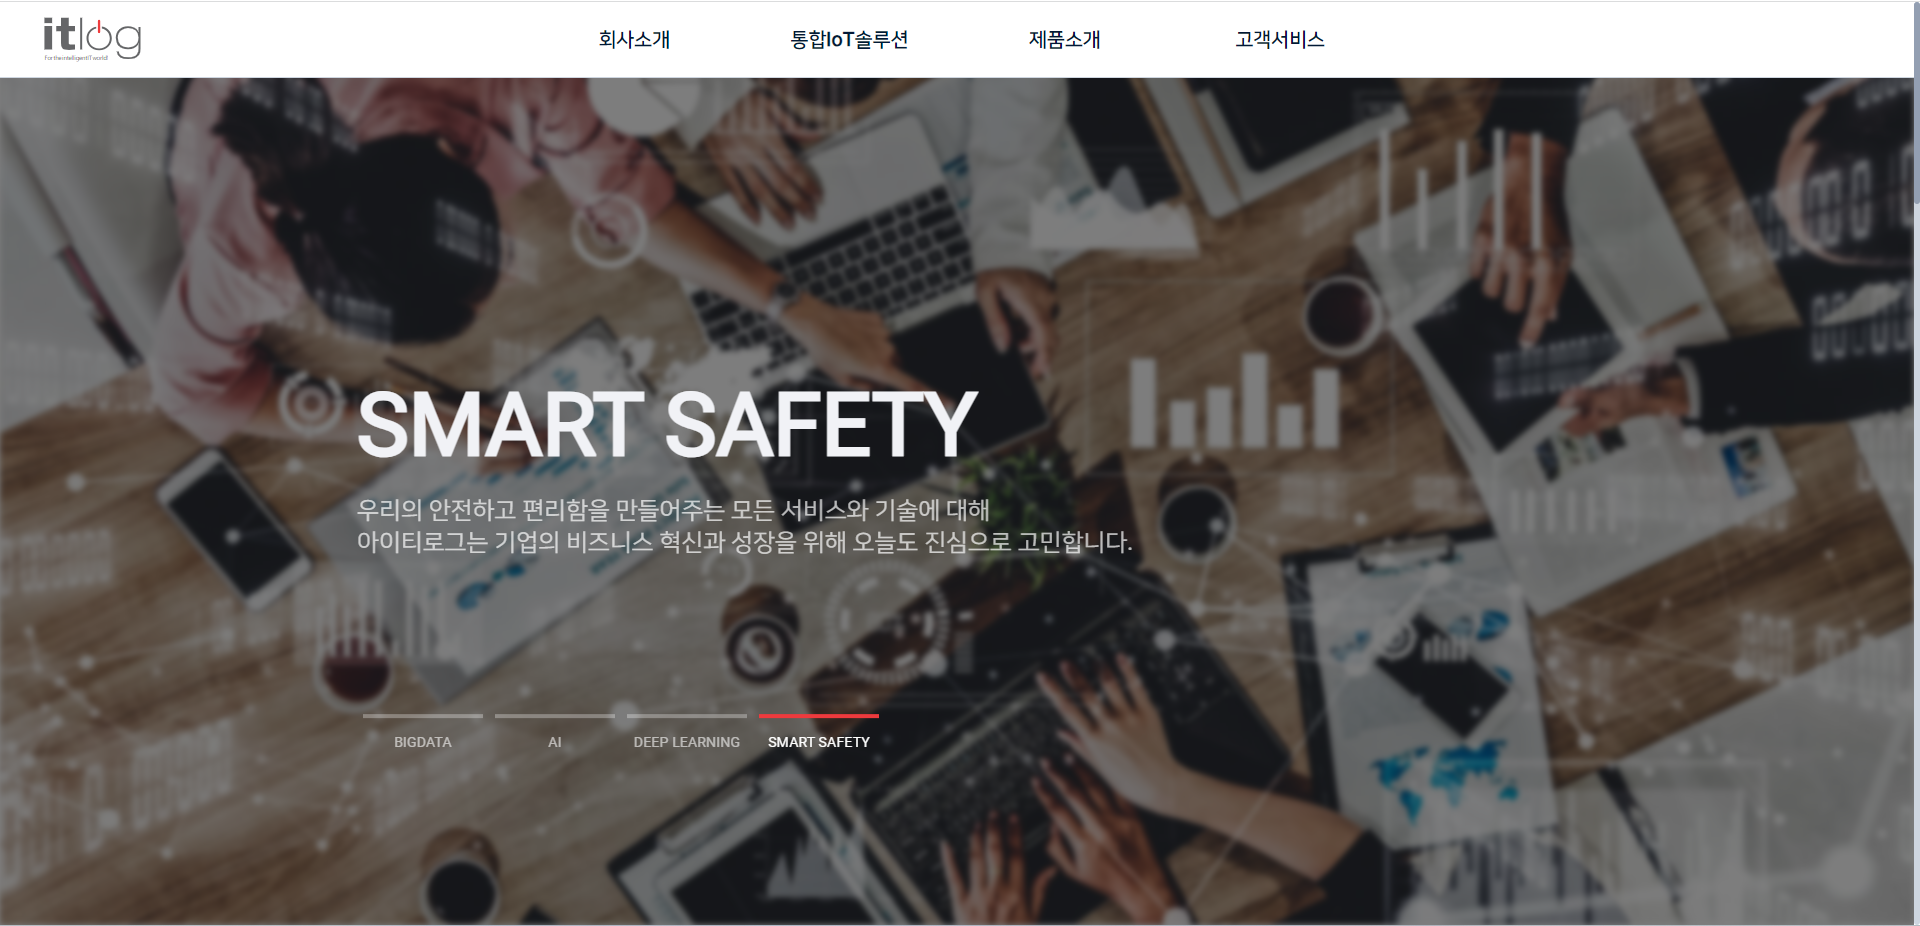 itlog
For the intelligent IT world!
회사소개
통합IoT솔루션
제품소개
고객서비스
SMART SAFETY
우리의 안전하고 편리함을 만들어주는 모든 서비스와 기술에 대해
아이티로그는 기업의 비즈니스 혁신과 성장을 위해 오늘도 진심으로 고민합니다.
BIGDATA
AI
DEEP LEARNING
SMART SAFETY